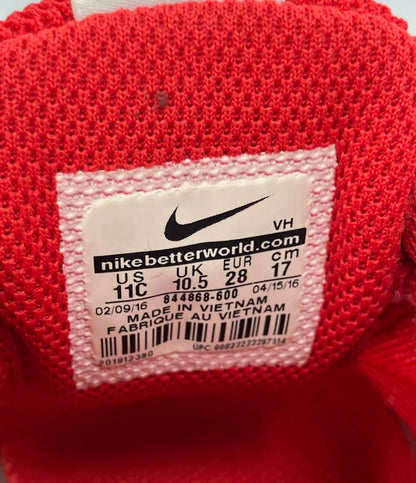 VH
nikebetterworld.com
US UK EUR cm
11C 10.5 28 17
844868-600
02/09/16 04/15/16
MADE IN VIETNAM
FABRIQUE AU VIETNAM
201912380